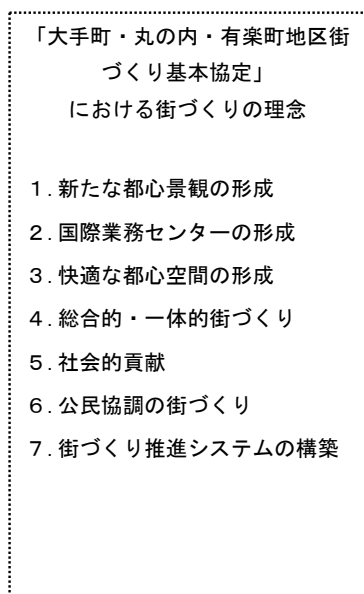 「大手町・丸の内・有楽町地区街
づくり基本協定」
における街づくりの理念
１.新たな都心景観の形成
２.国際業務センターの形成
３.快適な都心空間の形成
４.総合的・一体的街づくり
５.社会的貢献
６.公民協調の街づくり
７.街づくり推進システムの構築